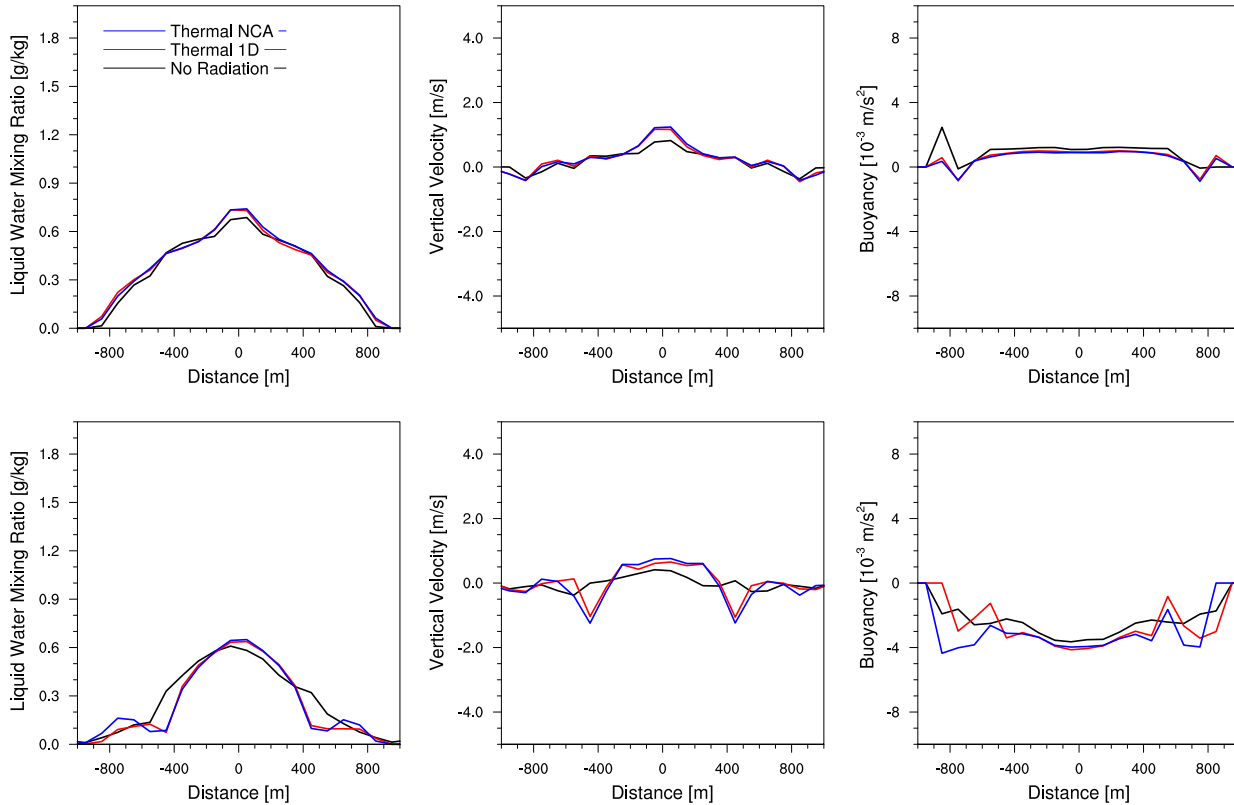 Thermal NCA
Thermal 1D
No Radiation
Liquid Water Mixing Ratio [g/kg]
1.8
1.5
1.2
0.9
0.6
0.3
0.0
-800 -400 0 400 800
Distance [m]
Vertical Velocity [m/s]
4.0
2.0
0.0
-2.0
-4.0
-800 -400 0 400 800
Distance [m]
Buoyancy [10-3 m/s2]
8
4
0
-4
-8
-800 -400 0 400 800
Distance [m]
Liquid Water Mixing Ratio [g/kg]
1.8
1.5
1.2
0.9
0.6
0.3
0.0
-800 -400 0 400 800
Distance [m]
Vertical Velocity [m/s]
4.0
2.0
0.0
-2.0
-4.0
-800 -400 0 400 800
Distance [m]
Buoyancy [10-3 m/s2]
8
4
0
-4
-8
-800 -400 0 400 800
Distance [m]